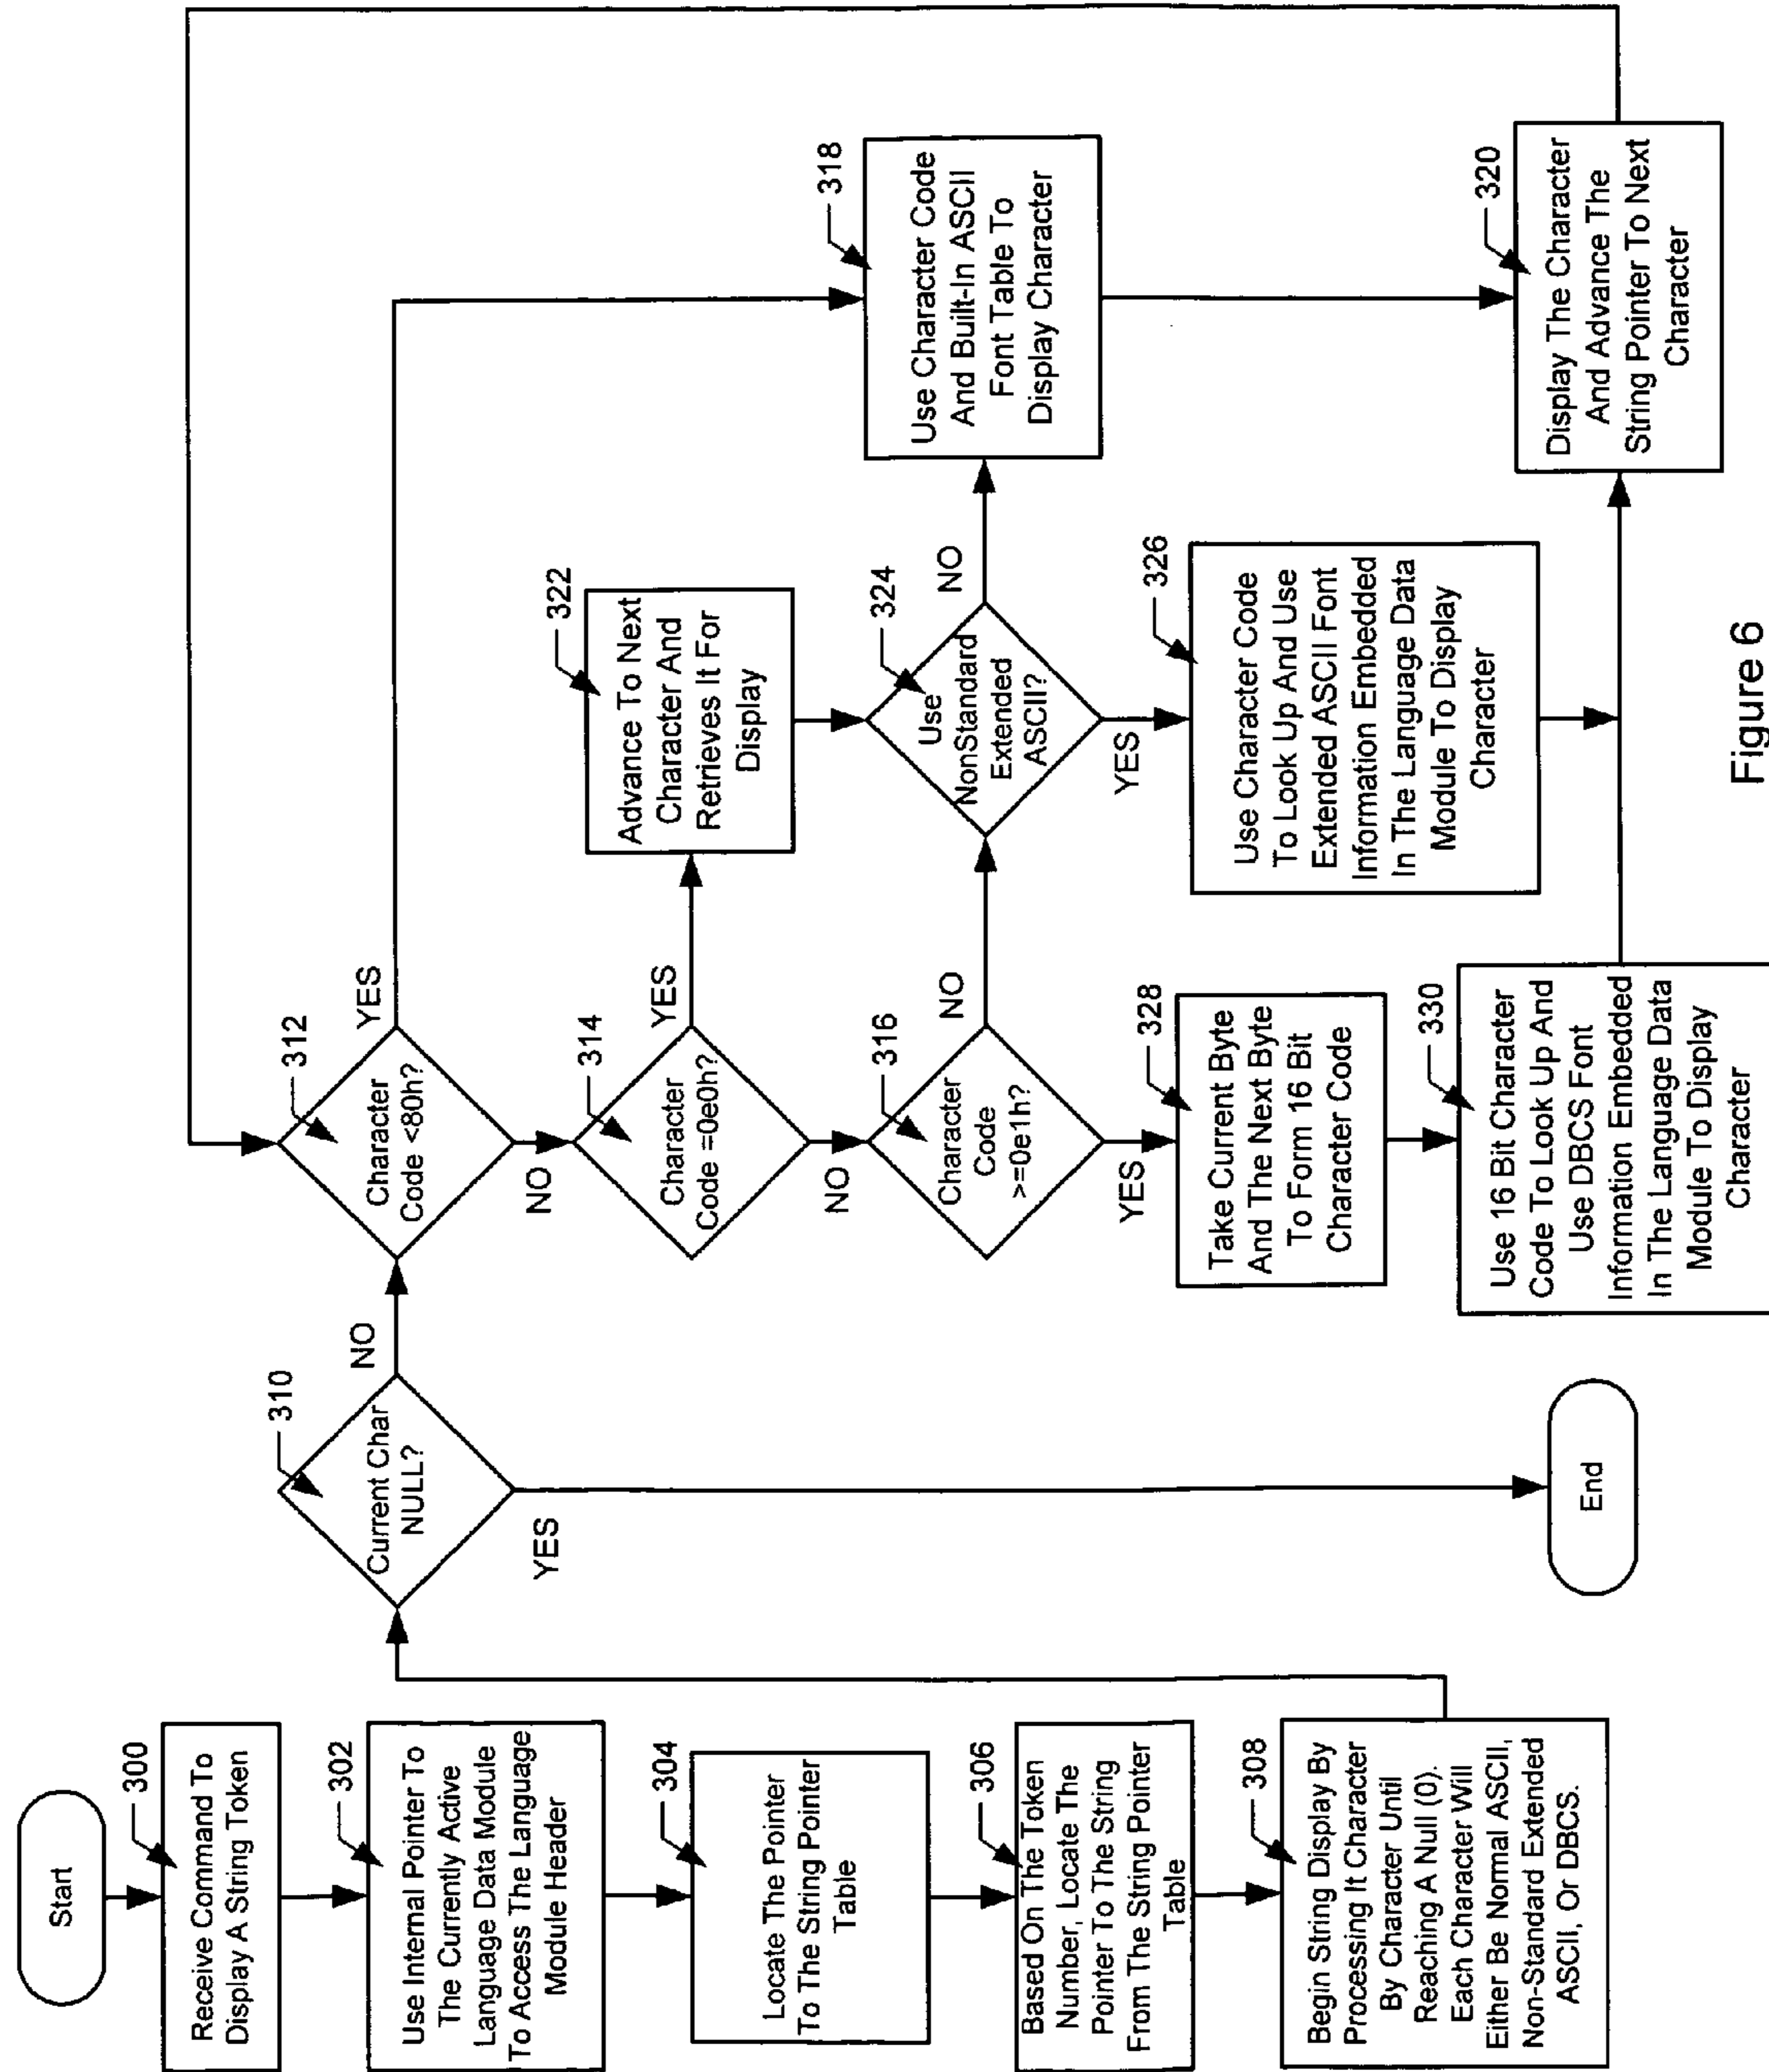 Start
300
Receive Command To
Display A String Token
302
Use Internal Pointer To
The Currently Active
Language Data Module
To Access The Language
Module Header
304
Locate The Pointer
To The String Pointer
Table
306
Based On The Token
Number, Locate The
Pointer To The String
From The String Pointer
Table
308
Begin String Display By
Processing It Character
By Character Until
Reaching A Null (0).
Each Character Will
Either Be Normal ASCII,
Non-Standard Extended
ASCII, Or DBCS.
310
Current Char
NULL?
NO
YES
End
312
Character
Code <80h?
YES
NO
314
Character
Code =0e0h?
YES
NO
316
Character
Code
>=0e1h?
NO
YES
328
Take Current Byte
And The Next Byte
To Form 16 Bit
Character Code
330
Use 16 Bit Character
Code To Look Up And
Use DBCS Font
Information Embedded
In The Language Data
Module To Display
Character
322
Advance To Next
Character And
Retrieves It For
Display
324
Use
NonStandard
Extended
ASCII?
NO
YES
326
Use Character Code
To Look Up And Use
Extended ASCII Font
Information Embedded
In The Language Data
Module To Display
Character
318
Use Character Code
And Built-In ASCII
Font Table To
Display Character
320
Display The Character
And Advance The
String Pointer To Next
Character
Figure 6